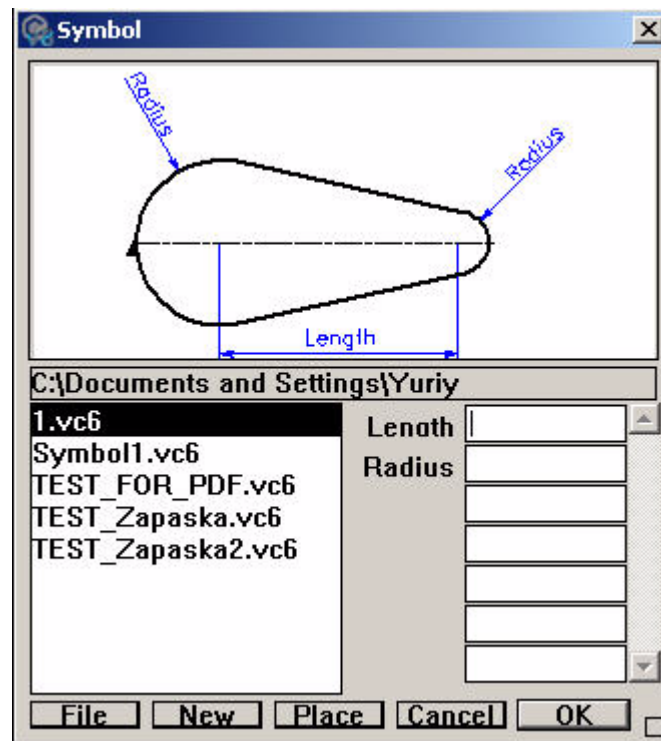 Symbol
Radius
Radius
Length
C:\Documents and Settings\Yuriy
1.vc6
Symbol1.vc6
TEST_FOR_PDF.vc6
TEST_Zapaska.vc6
TEST_Zapaska2.vc6
Length
Radius
File New Place Cancel OK